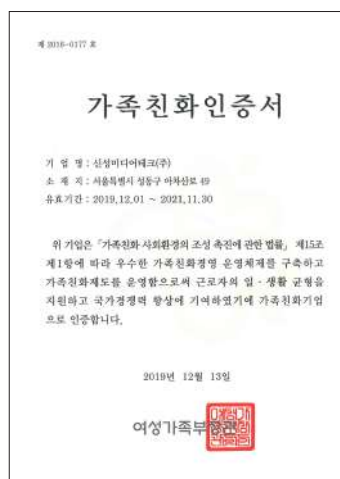 제 2016-0177 호
가족친화인증서
기 업 명 : 신성미디어테크(주)
소 재 지 : 서울특별시 성동구 아차산로 49
유효기간 : 2019.12.01 ~ 2021.11.30
위 기업은 「가족친화 사회환경의 조성 촉진에 관한 법률」 제15조
제1항에 따라 우수한 가족친화경영 운영체제를 구축하고
가족친화제도를 운영함으로써 근로자의 일 · 생활 균형을
지원하고 국가경쟁력 향상에 기여하였기에 가족친화기업
으로 인증합니다.
2019년 12월 13일
여성가족부장관